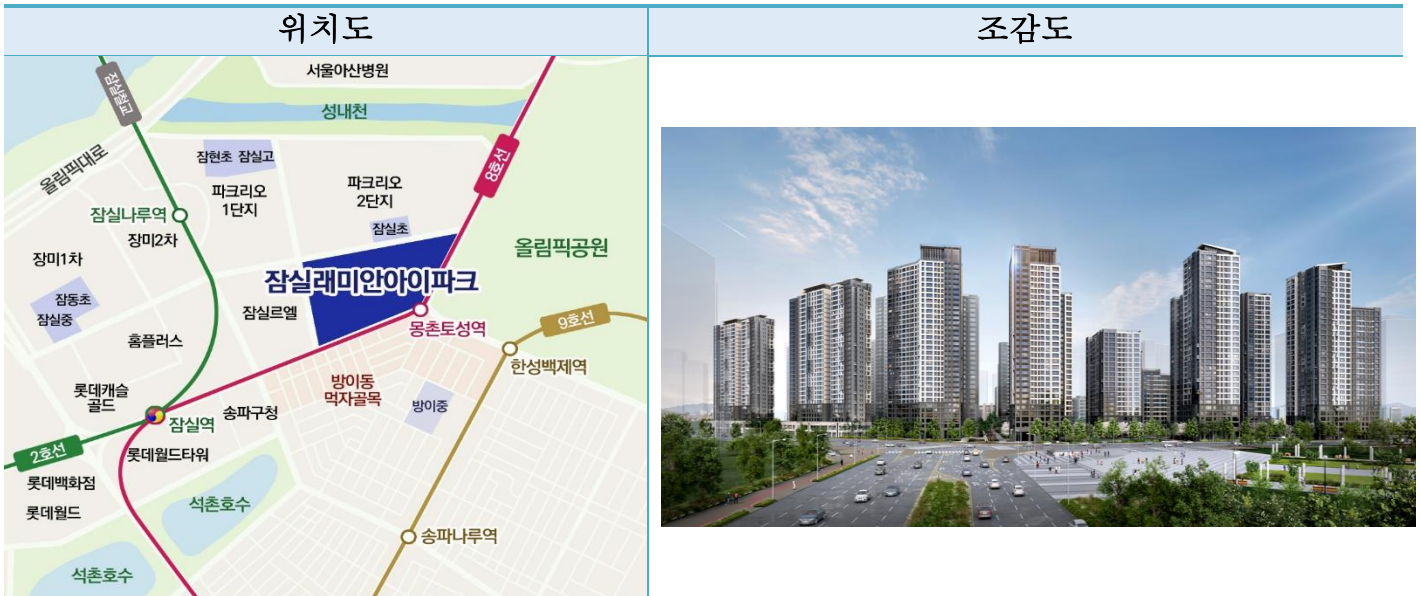 위치도
조감도
서울아산병원
잠실철교
성내천
올림픽대로
잠현초 잠실고
8호선
파크리오
1단지
파크리오
2단지
잠실나루역
잠실초
장미2차
올림픽공원
장미1차
잠실래미안아이파크
잠동초
잠실중
잠실르엘
몽촌토성역
9호선
홈플러스
한성백제역
롯데캐슬
골드
방이동
먹자골목
방이중
송파구청
잠실역
2호선
롯데월드타워
롯데백화점
석촌호수
롯데월드
송파나루역
석촌호수